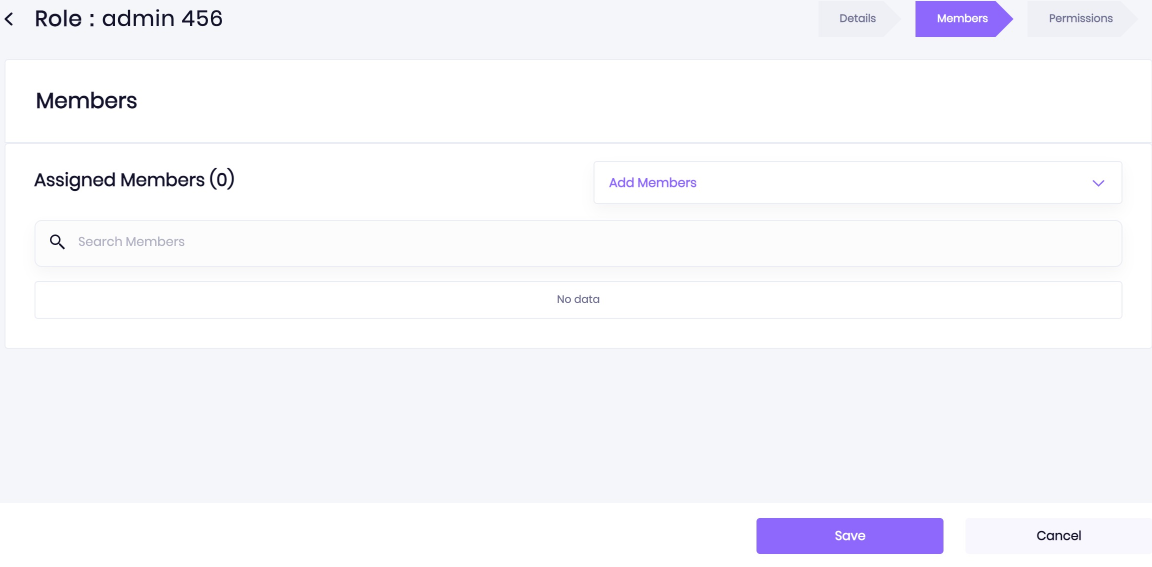 Role : admin 456
Details
Members
Permissions
Members
Assigned Members (0)
Add Members
Search Members
No data
Save
Cancel